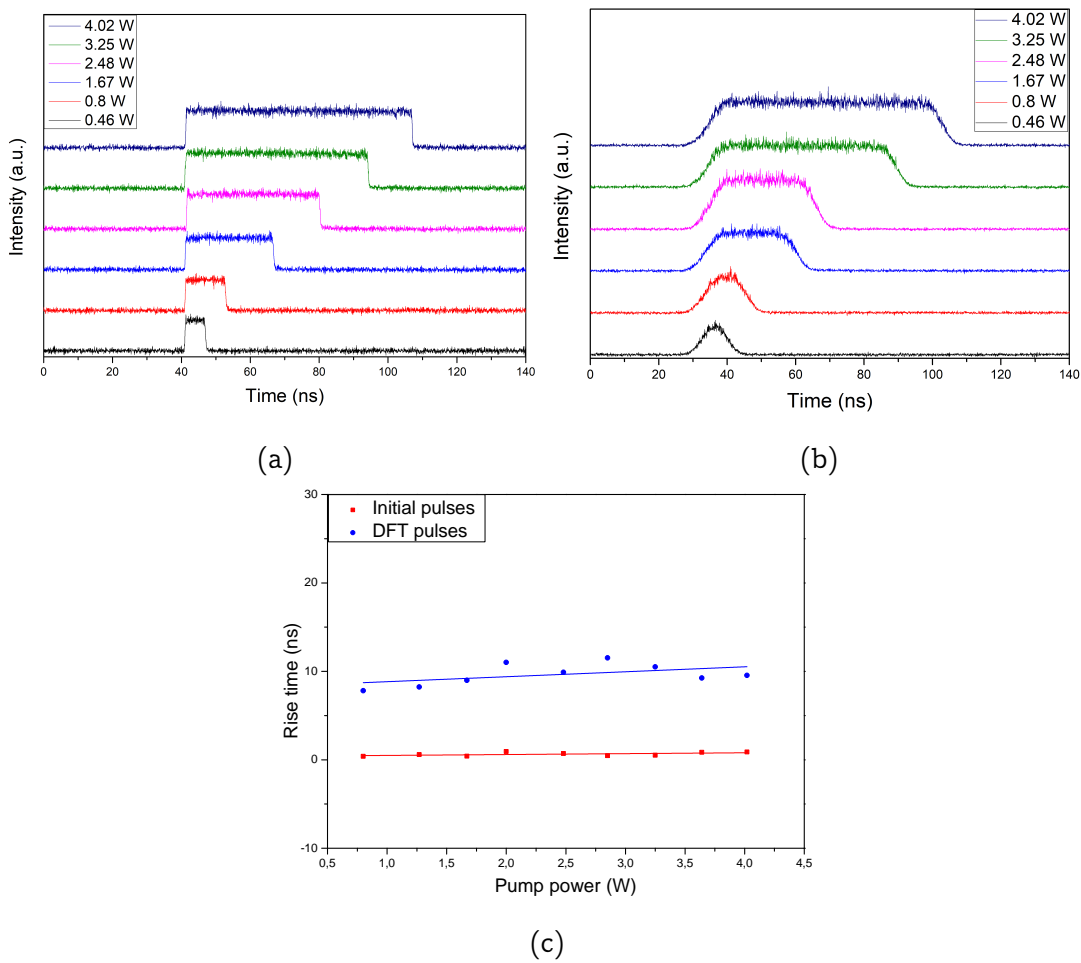 4.02 W
3.25 W
2.48 W
1.67 W
0.8 W
0.46 W
Intensity (a.u.)
0 20 40 60 80 100 120 140
Time (ns)
(a)
4.02 W
3.25 W
2.48 W
1.67 W
0.8 W
0.46 W
Intensity (a.u.)
0 20 40 60 80 100 120 140
Time (ns)
(b)
Initial pulses
DFT pulses
Rise time (ns)
30
20
10
0
-10
0,5 1,0 1,5 2,0 2,5 3,0 3,5 4,0 4,5
Pump power (W)
(c)